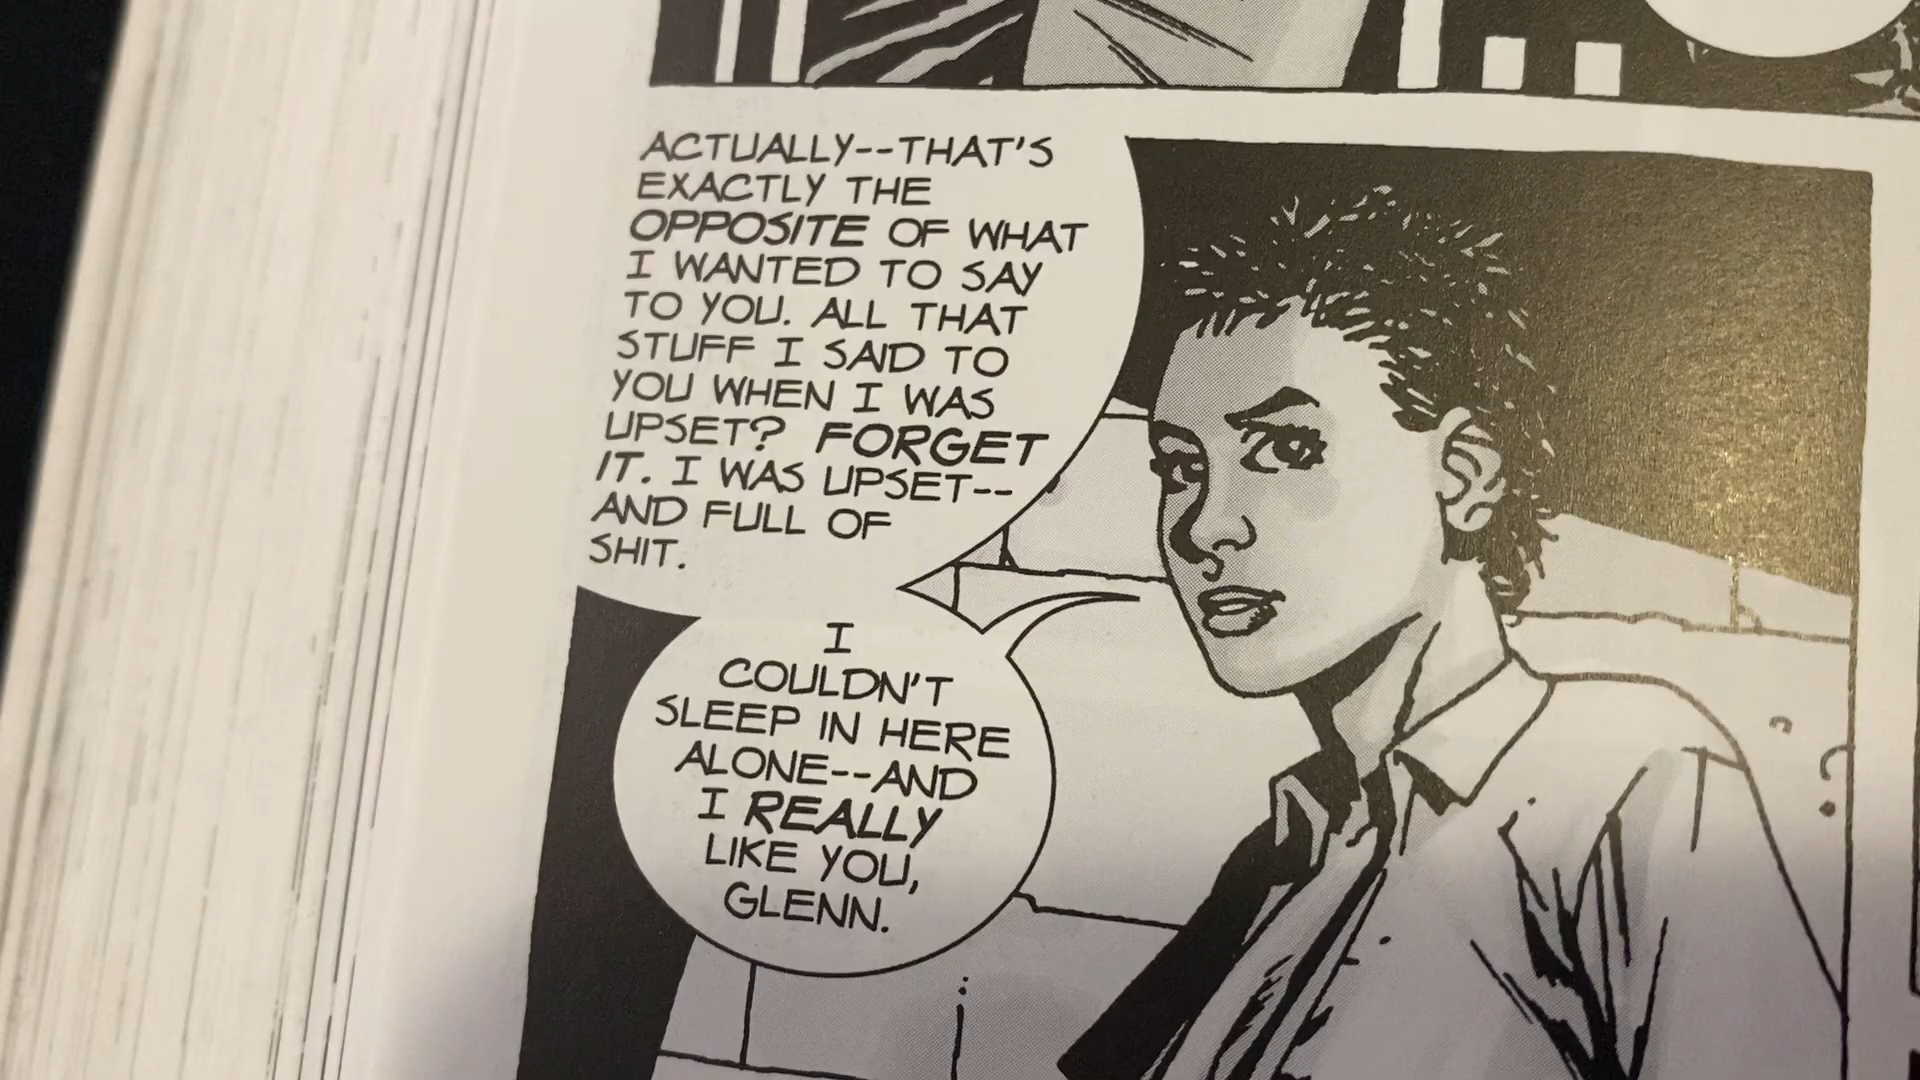 ACTUALLY--THAT'S
EXACTLY THE
OPPOSITE OF WHAT
I WANTED TO SAY
TO YOU. ALL THAT
STUFF I SAID TO
YOU WHEN I WAS
UPSET? FORGET
IT. I WAS UPSET--
AND FULL OF
SHIT.
I
COULDN'T
SLEEP IN HERE
ALONE--AND
I REALLY
LIKE YOU,
GLENN.